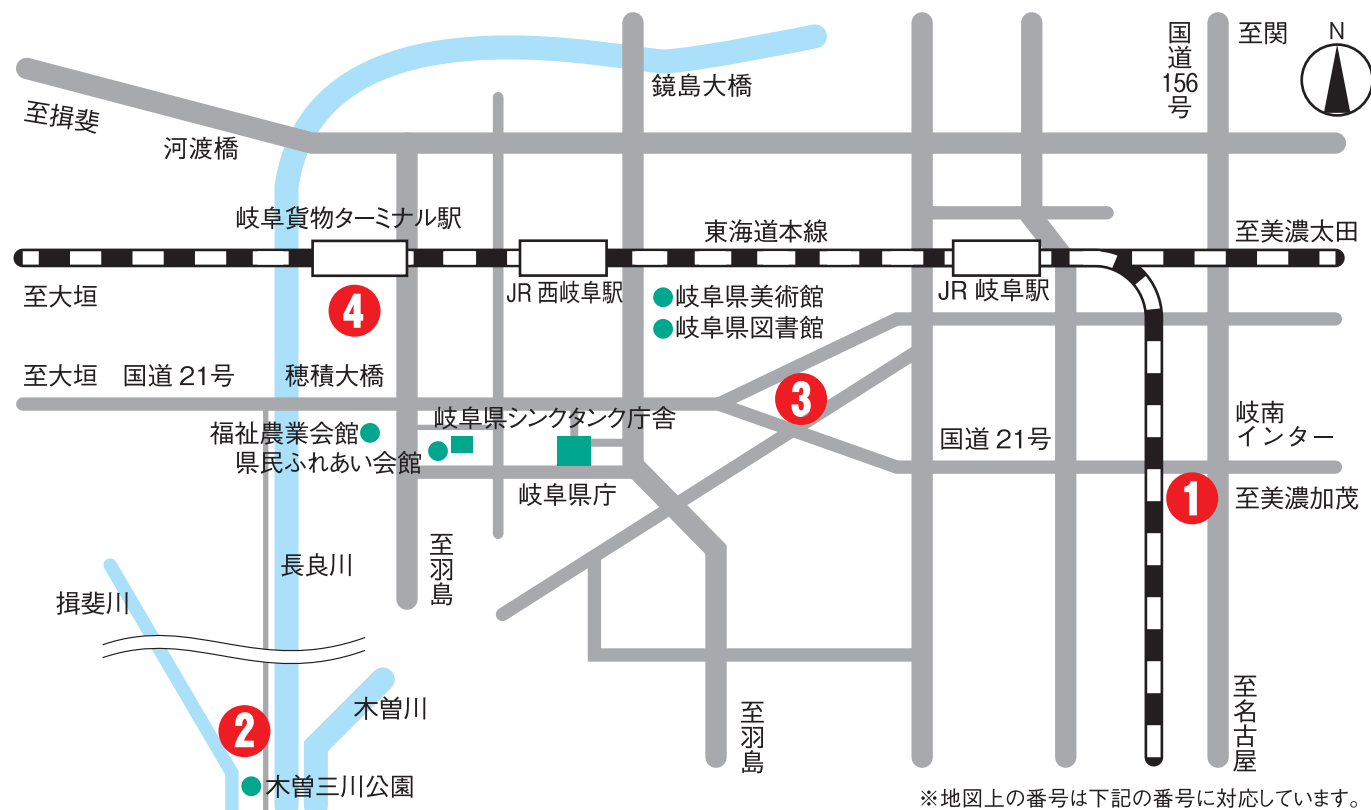 国道156号
至関
N
鏡島大橋
至揖斐
河渡橋
岐阜貨物ターミナル駅
東海道本線
至美濃太田
至大垣
JR 西岐阜駅
JR 岐阜駅
岐阜県美術館
岐阜県図書館
4
至大垣
国道 21号
穂積大橋
3
岐阜県シンクタンク庁舎
福祉農業会館
県民ふれあい会館
国道 21号
岐南
インター
岐阜県庁
1
至美濃加茂
長良川
至羽島
揖斐川
木曽川
2
至羽島
至名古屋
木曽三川公園
※地図上の番号は下記の番号に対応しています。